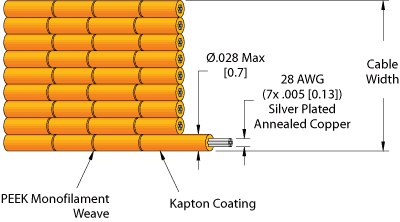 Ø.028 Max
[0.7]
28 AWG
(7x .005 [0.13])
Silver Plated
Annealed Copper
Cable
Width
PEEK Monofilament
Weave
Kapton Coating